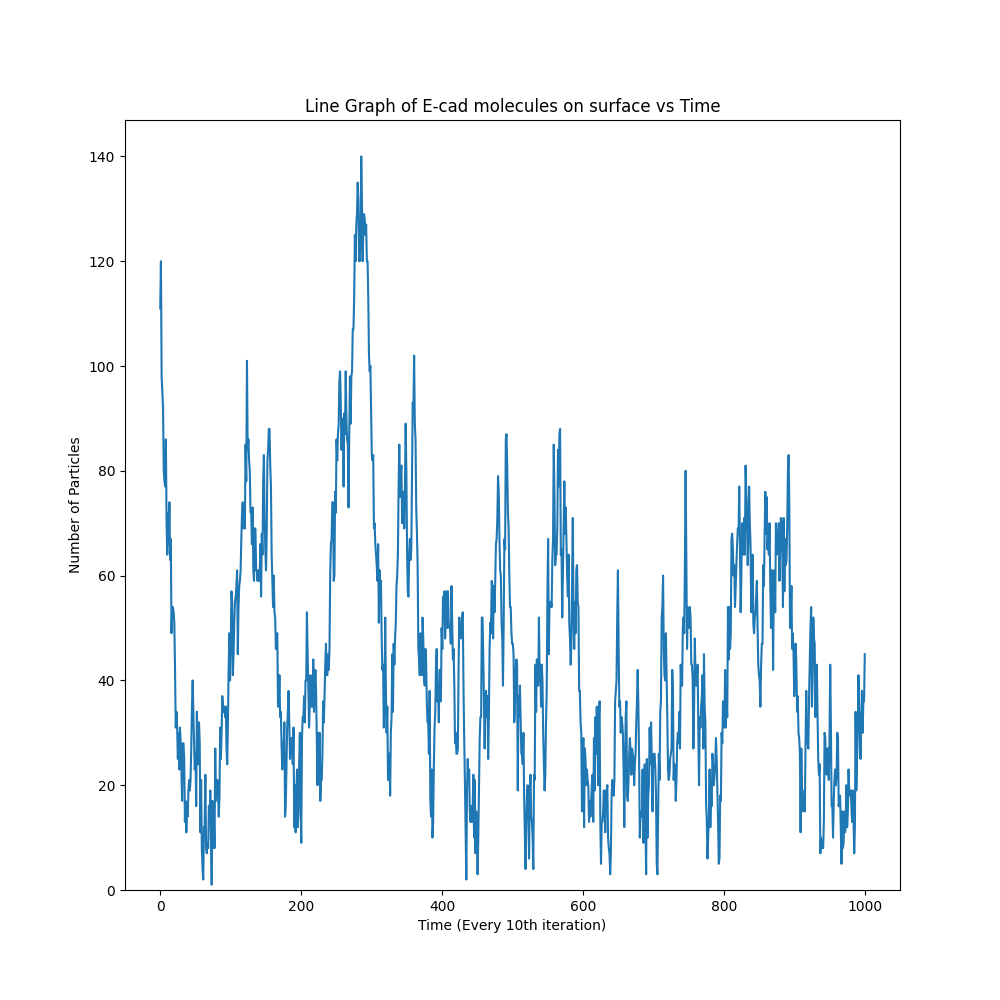 Line Graph of E-cad molecules on surface vs Time
140
120
100
80
60
40
20
0
Number of Particles
0 200 400 600 800 1000
Time (Every 10th iteration)